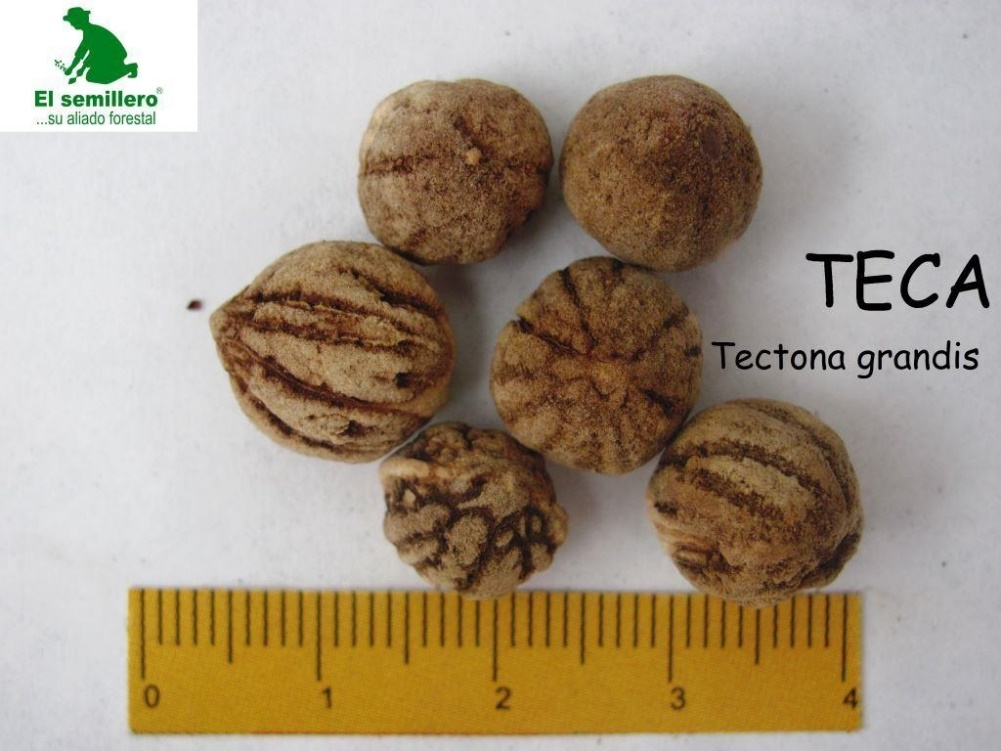 El semillero®
...su aliado forestal
TECA
Tectona grandis
0 1 2 3 4